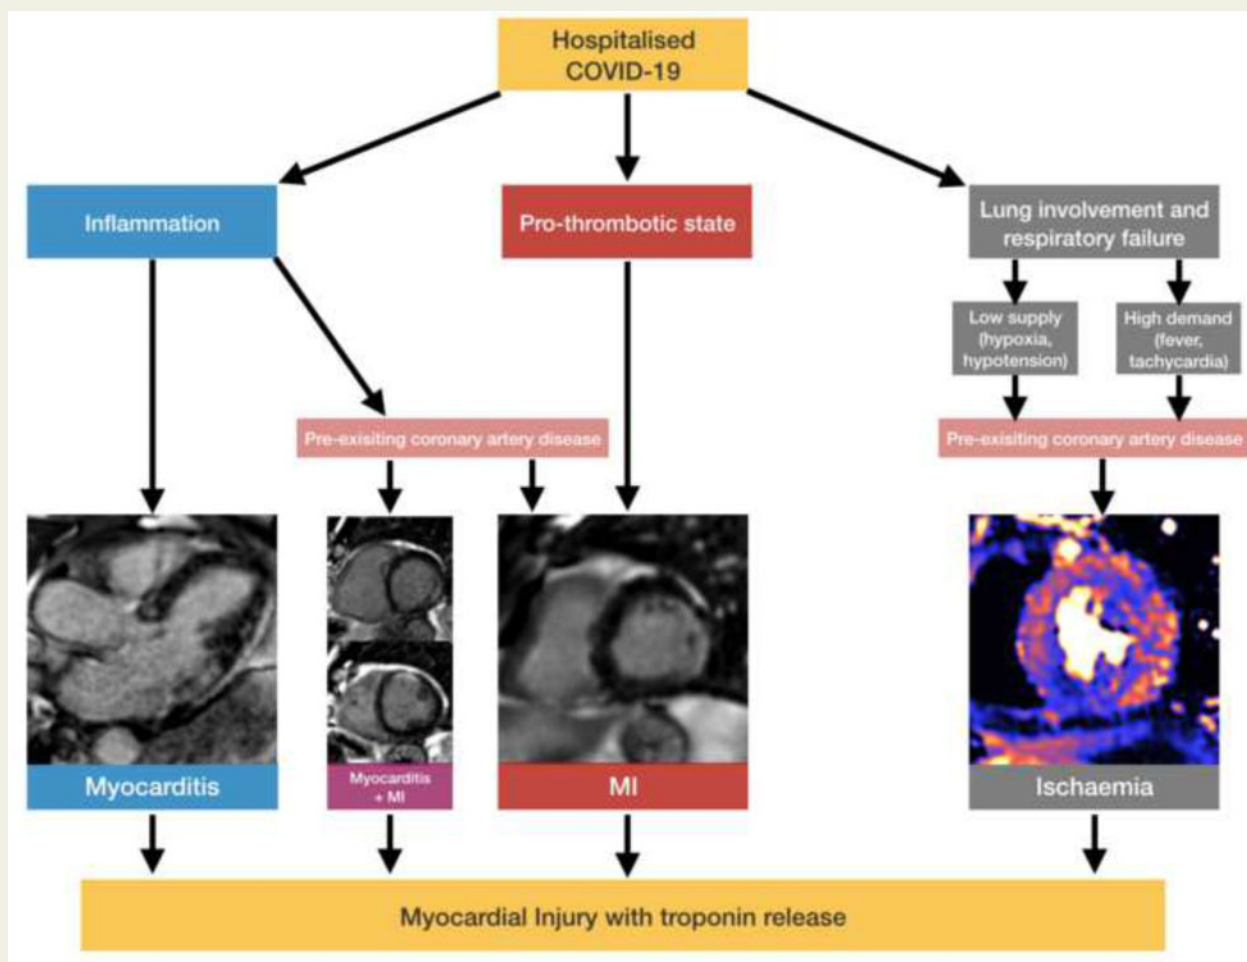 Hospitalised
COVID-19
Inflammation
Pro-thrombotic state
Lung involvement and
respiratory failure
Low supply
(hypoxia,
hypotension)
High demand
(fever,
tachycardia)
Pre-exisiting coronary artery disease
Pre-exisiting coronary artery disease
Myocarditis
Myocarditis
+ MI
MI
Ischaemia
Myocardial Injury with troponin release